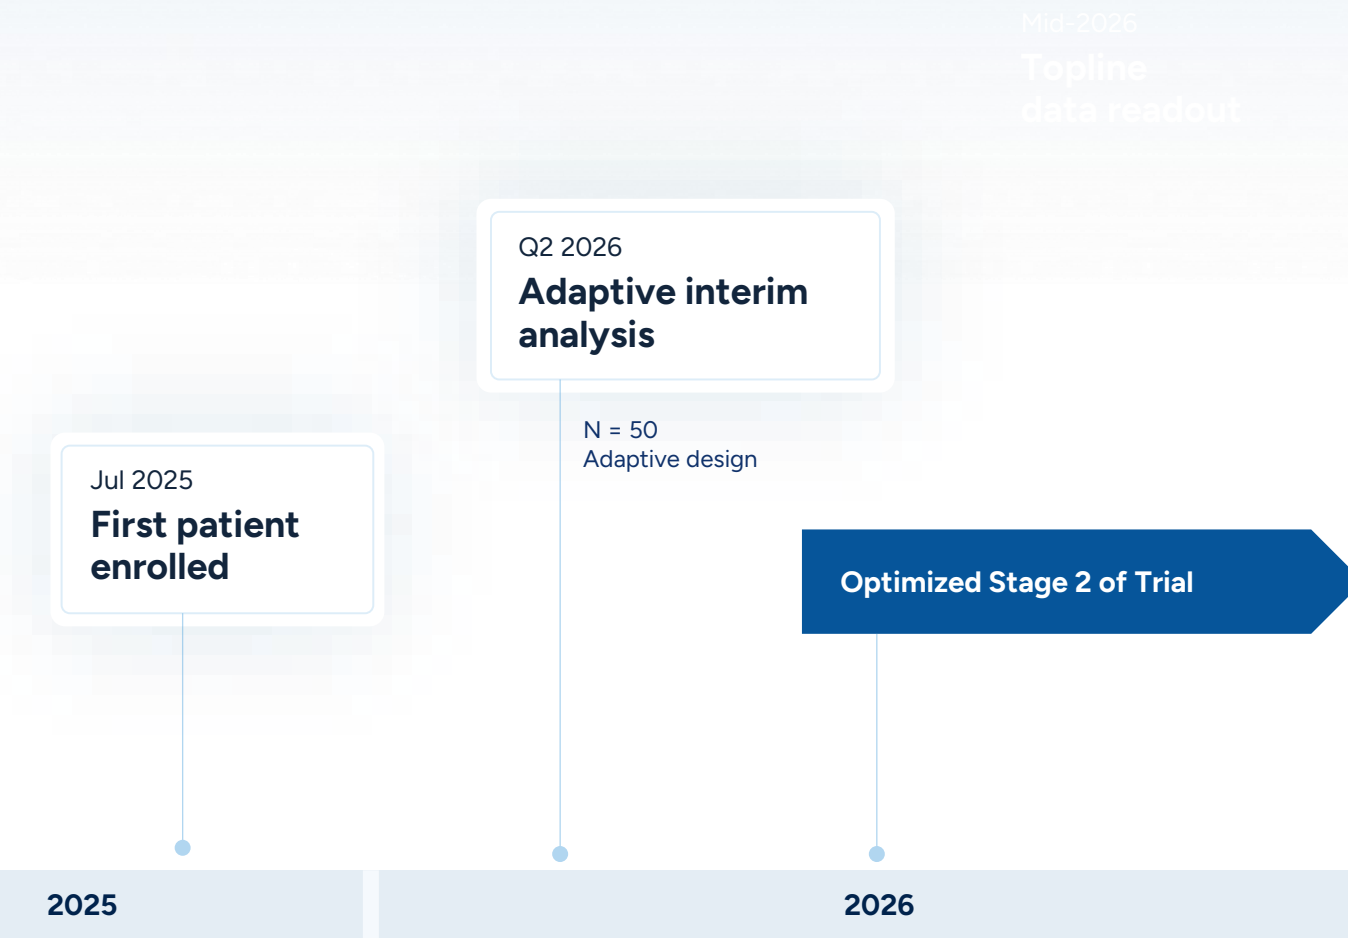 Mid-2026
Topline
data readout
Q2 2026
Adaptive interim
analysis
N = 50
Adaptive design
Jul 2025
First patient
enrolled
Optimized Stage 2 of Trial
2025
2026